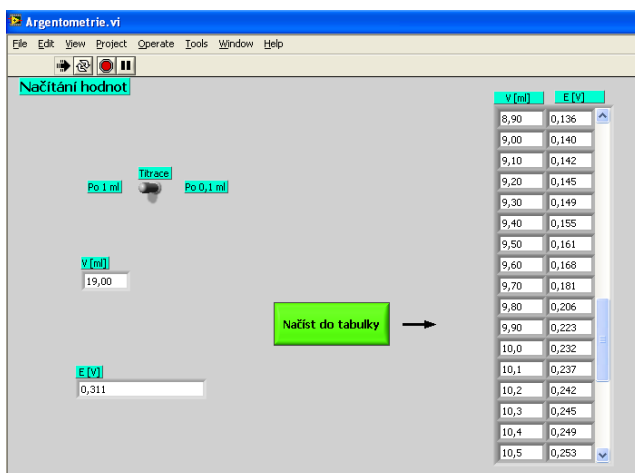 Argentometrie.vi
File Edit View Project Operate Tools Window Help
Načítání hodnot
Titrace
Po 1 ml Po 0,1 ml
V [ml]
19,00
Načíst do tabulky
E [V]
0,311
V [ml] E [V]
8,90 0,136
9,00 0,140
9,10 0,142
9,20 0,145
9,30 0,149
9,40 0,155
9,50 0,161
9,60 0,168
9,70 0,181
9,80 0,206
9,90 0,223
10,0 0,232
10,1 0,237
10,2 0,242
10,3 0,245
10,4 0,249
10,5 0,253